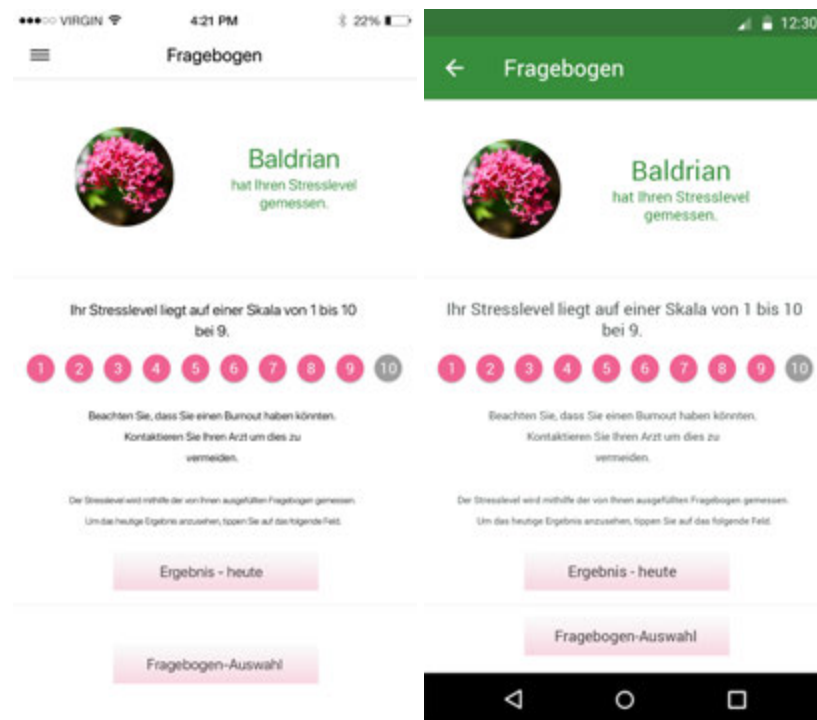 VIRGIN 4:21 PM 22%
Fragebogen
Baldrian
hat Ihren Stresslevel
gemessen.
Ihr Stresslevel liegt auf einer Skala von 1 bis 10
bei 9.
1 2 3 4 5 6 7 8 9 10
Beachten Sie, dass Sie einen Burnout haben könnten.
Kontaktieren Sie Ihren Arzt um dies zu
vermeiden.
Der Stresslevel wird mithilfe der von Ihnen ausgefüllten Fragebögen gemessen.
Um das heutige Ergebnis anzusehen, tippen Sie auf das folgende Feld.
Ergebnis - heute
Fragebogen-Auswahl
12:30
Fragebogen
Baldrian
hat Ihren Stresslevel
gemessen.
Ihr Stresslevel liegt auf einer Skala von 1 bis 10
bei 9.
1 2 3 4 5 6 7 8 9 10
Beachten Sie, dass Sie einen Burnout haben könnten.
Kontaktieren Sie Ihren Arzt um dies zu
vermeiden.
Der Stresslevel wird mithilfe der von Ihnen ausgefüllten Fragebögen gemessen.
Um das heutige Ergebnis anzusehen, tippen Sie auf das folgende Feld.
Ergebnis - heute
Fragebogen-Auswahl